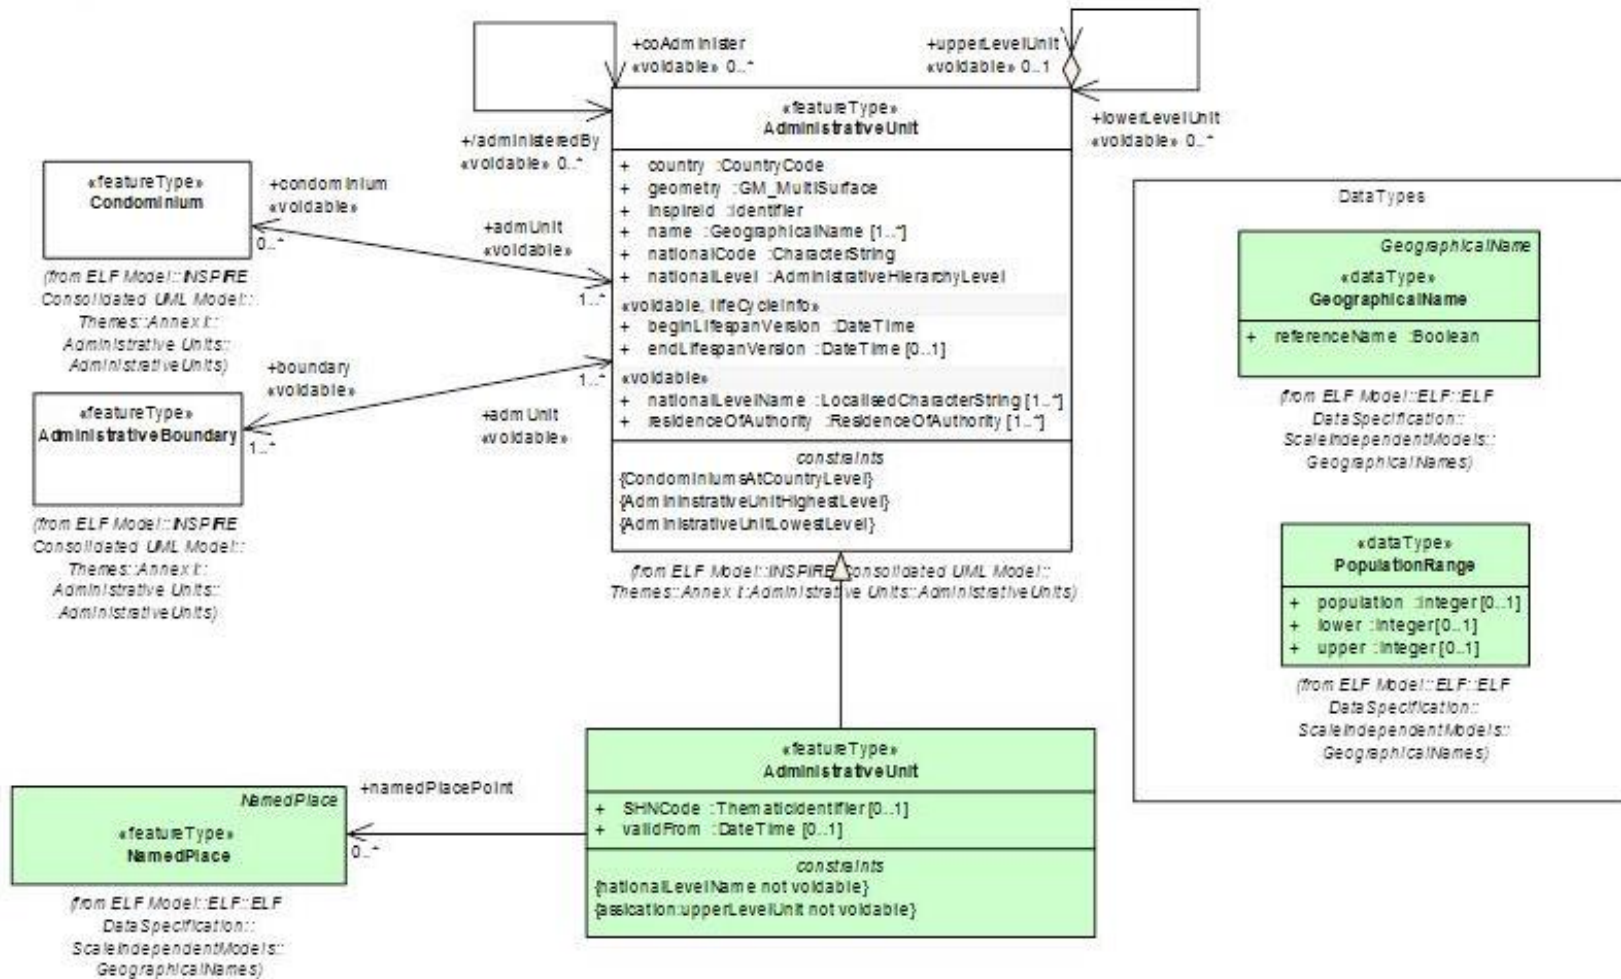 +coAdminister
«voidable» 0..*
+upperLevelUnit
«voidable» 0..1
+/administeredBy
«voidable» 0..*
+lowerLevelUnit
«voidable» 0..*
«featureType»
AdministrativeUnit
+ country :CountryCode
+ geometry :GM_MultiSurface
+ inspireId :Identifier
+ name :GeographicalName [1..*]
+ nationalCode :CharacterString
+ nationalLevel :AdministrativeHierarchyLevel
«voidable, lifeCycleInfo»
+ beginLifespanVersion :DateTime
+ endLifespanVersion :DateTime [0..1]
«voidable»
+ nationalLevelName :LocalisedCharacterString [1..*]
+ residenceOfAuthority :ResidenceOfAuthority [1..*]
constraints
{CondominiumsAtCountryLevel}
{AdmininstrativeUnitHighestLevel}
{AdministrativeUnitLowestLevel}
(from ELF Model::INSPIRE Consolidated UML Model::
Themes::Annex I::Administrative Units::AdministrativeUnits)
«featureType»
Condominium
(from ELF Model::INSPIRE
Consolidated UML Model::
Themes::Annex I::
Administrative Units::
AdministrativeUnits)
+condominium
«voidable»
0..*
+admUnit
«voidable»
1..*
«featureType»
AdministrativeBoundary
(from ELF Model::INSPIRE
Consolidated UML Model::
Themes::Annex I::
Administrative Units::
AdministrativeUnits)
+boundary
«voidable»
1..*
1..*
+admUnit
«voidable»
DataTypes
GeographicalName
«dataType»
GeographicalName
+ referenceName :Boolean
(from ELF Model::ELF::ELF
DataSpecification::
ScaleIndependentModels::
GeographicalNames)
«dataType»
PopulationRange
+ population :Integer [0..1]
+ lower :Integer [0..1]
+ upper :Integer [0..1]
(from ELF Model::ELF::ELF
DataSpecification::
ScaleIndependentModels::
GeographicalNames)
«featureType»
AdministrativeUnit
+ SHNCode :ThematicIdentifier [0..1]
+ validFrom :DateTime [0..1]
constraints
{nationalLevelName not voidable}
{assication:upperLevelUnit not voidable}
+namedPlacePoint
0..*
NamedPlace
«featureType»
NamedPlace
(from ELF Model::ELF::ELF
DataSpecification::
ScaleIndependentModels::
GeographicalNames)